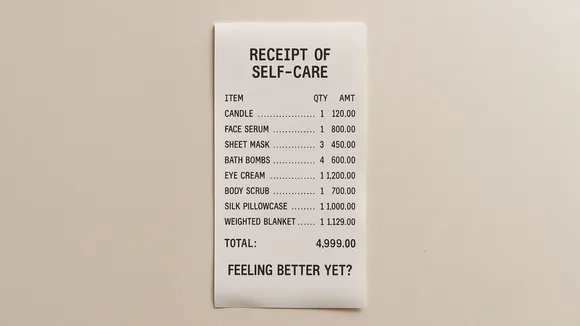 RECEIPT OF
SELF-CARE
ITEM QTY AMT
CANDLE .................. 1 120.00
FACE SERUM .............. 1 800.00
SHEET MASK .............. 3 450.00
BATH BOMBS .............. 4 600.00
EYE CREAM ............... 1 1,200.00
BODY SCRUB .............. 1 700.00
SILK PILLOWCASE ........ 1 1,000.00
WEIGHTED BLANKET ...... 1 1.129.00
TOTAL: 4,999.00
FEELING BETTER YET?